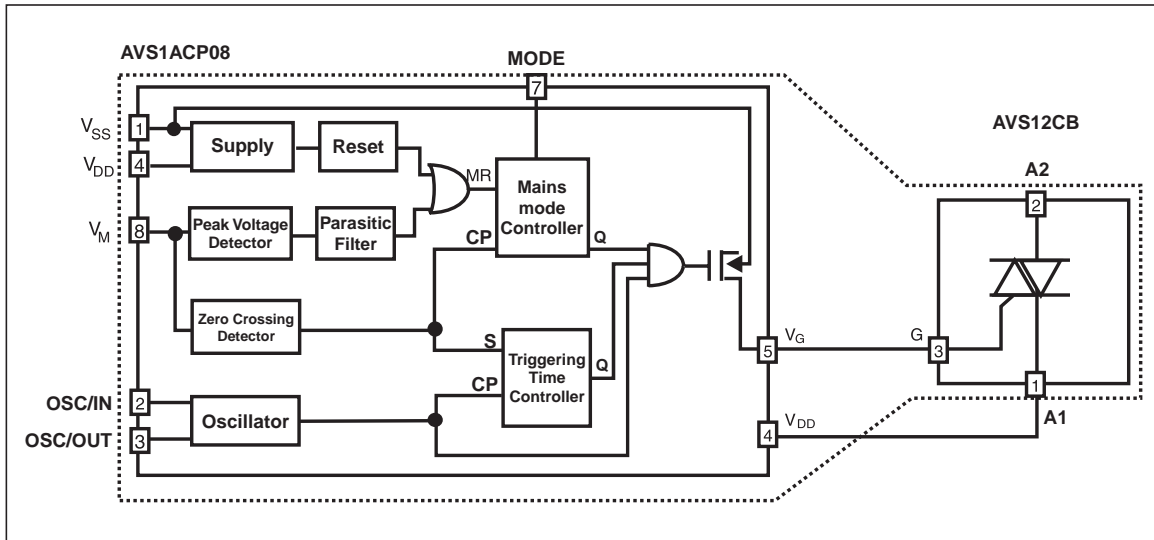 AVS1ACP08
MODE
7
AVS12CB
VSS
1
Supply
Reset
VDD
4
MR
Mains
mode
Controller
A2
2
VM
8
Peak Voltage
Detector
Parasitic
Filter
CP
Q
Zero Crossing
Detector
S
Triggering
Time
Controller
Q
CP
5
VG
G
3
OSC/IN
2
Oscillator
OSC/OUT
3
1
A1
4
VDD